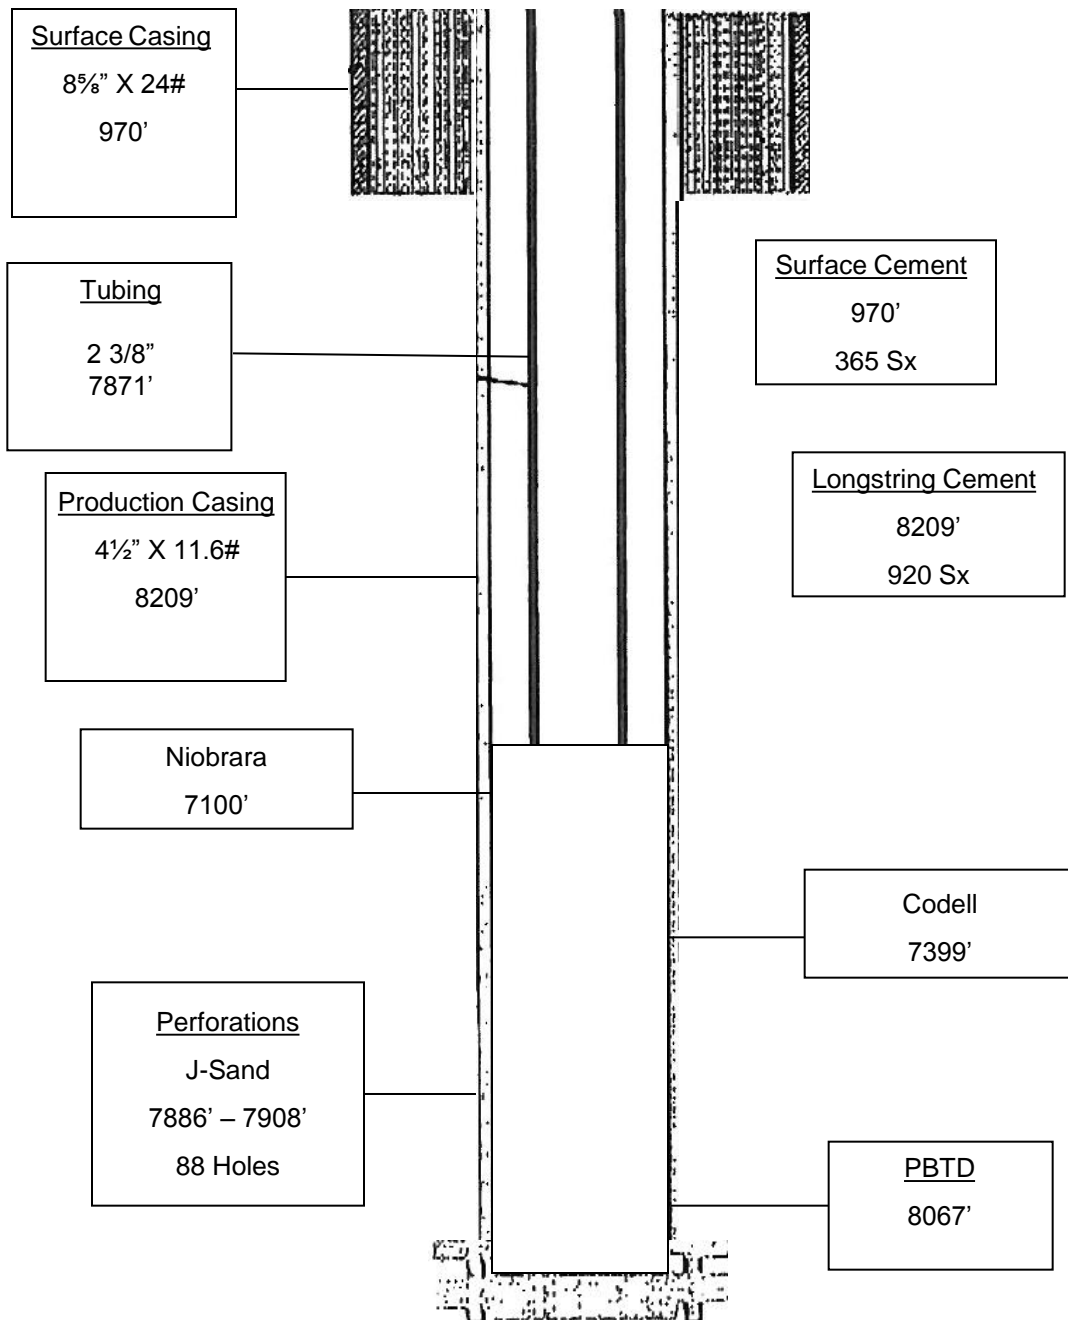 Surface Casing
8⅝” X 24#
970’
Surface Cement
970’
365 Sx
Tubing
2 3/8”
7871’
Longstring Cement
8209’
920 Sx
Production Casing
4½” X 11.6#
8209’
Niobrara
7100’
Codell
7399’
Perforations
J-Sand
7886’ – 7908’
88 Holes
PBTD
8067’